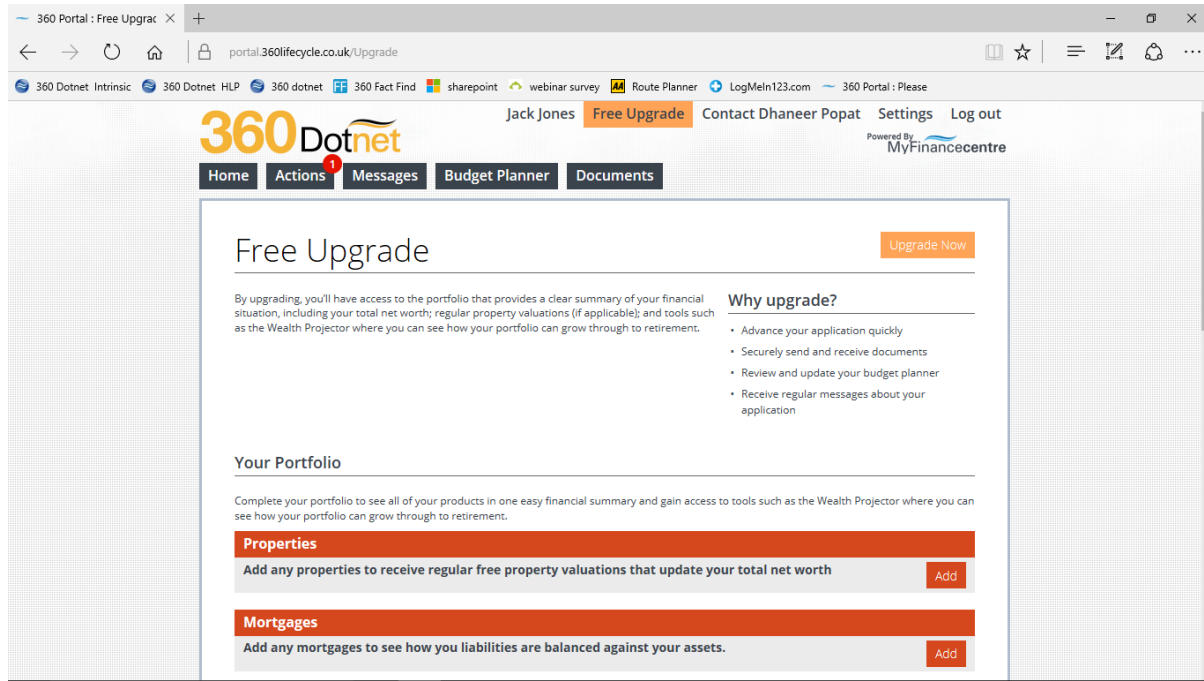 360 Portal : Free Upgrac
portal.360lifecycle.co.uk/Upgrade
360 Dotnet Intrinsic 360 Dotnet HLP 360 dotnet FF 360 Fact Find sharepoint webinar survey AA Route Planner LogMeIn123.com 360 Portal : Please
Jack Jones Free Upgrade Contact Dhaneer Popat Settings Log out
360 Dotnet
Powered By
MyFinancecentre
1
Home Actions Messages Budget Planner Documents
Free Upgrade
Upgrade Now
By upgrading, you'll have access to the portfolio that provides a clear summary of your financial
situation, including your total net worth; regular property valuations (if applicable); and tools such
as the Wealth Projector where you can see how your portfolio can grow through to retirement.
Why upgrade?
• Advance your application quickly
• Securely send and receive documents
• Review and update your budget planner
• Receive regular messages about your
application
Your Portfolio
Complete your portfolio to see all of your products in one easy financial summary and gain access to tools such as the Wealth Projector where you can
see how your portfolio can grow through to retirement.
Properties
Add any properties to receive regular free property valuations that update your total net worth
Add
Mortgages
Add any mortgages to see how you liabilities are balanced against your assets.
Add